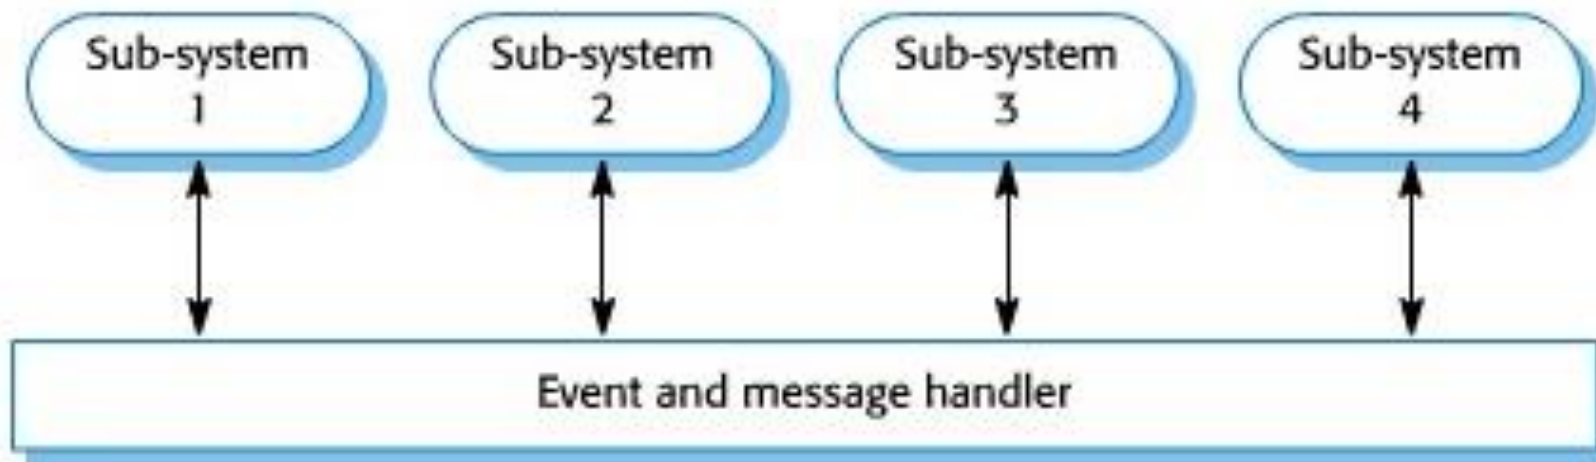 Sub-system
1
Sub-system
2
Sub-system
3
Sub-system
4
Event and message handler